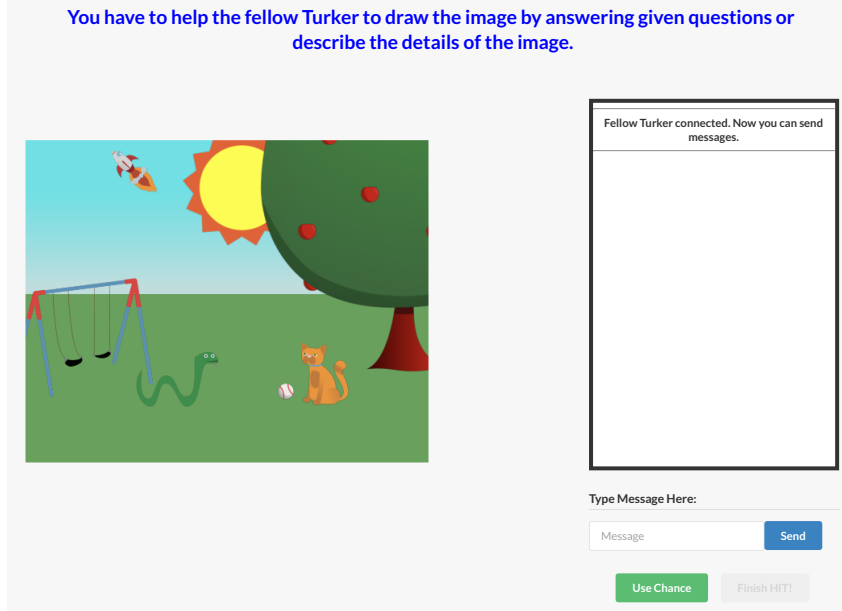 You have to help the fellow Turker to draw the image by answering given questions or
describe the details of the image.
Fellow Turker connected. Now you can send
messages.
Type Message Here:
Message
Send
Use Chance
Finish HIT!